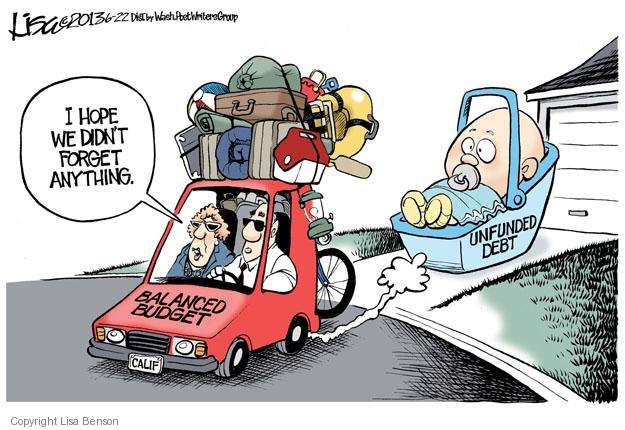 Lisa © 2013 6-22 Dist by Wash. Post Writers Group
I HOPE
WE DIDN'T
FORGET
ANYTHING.
UNFUNDED
DEBT
BALANCED
BUDGET
CALIF
Copyright Lisa Benson